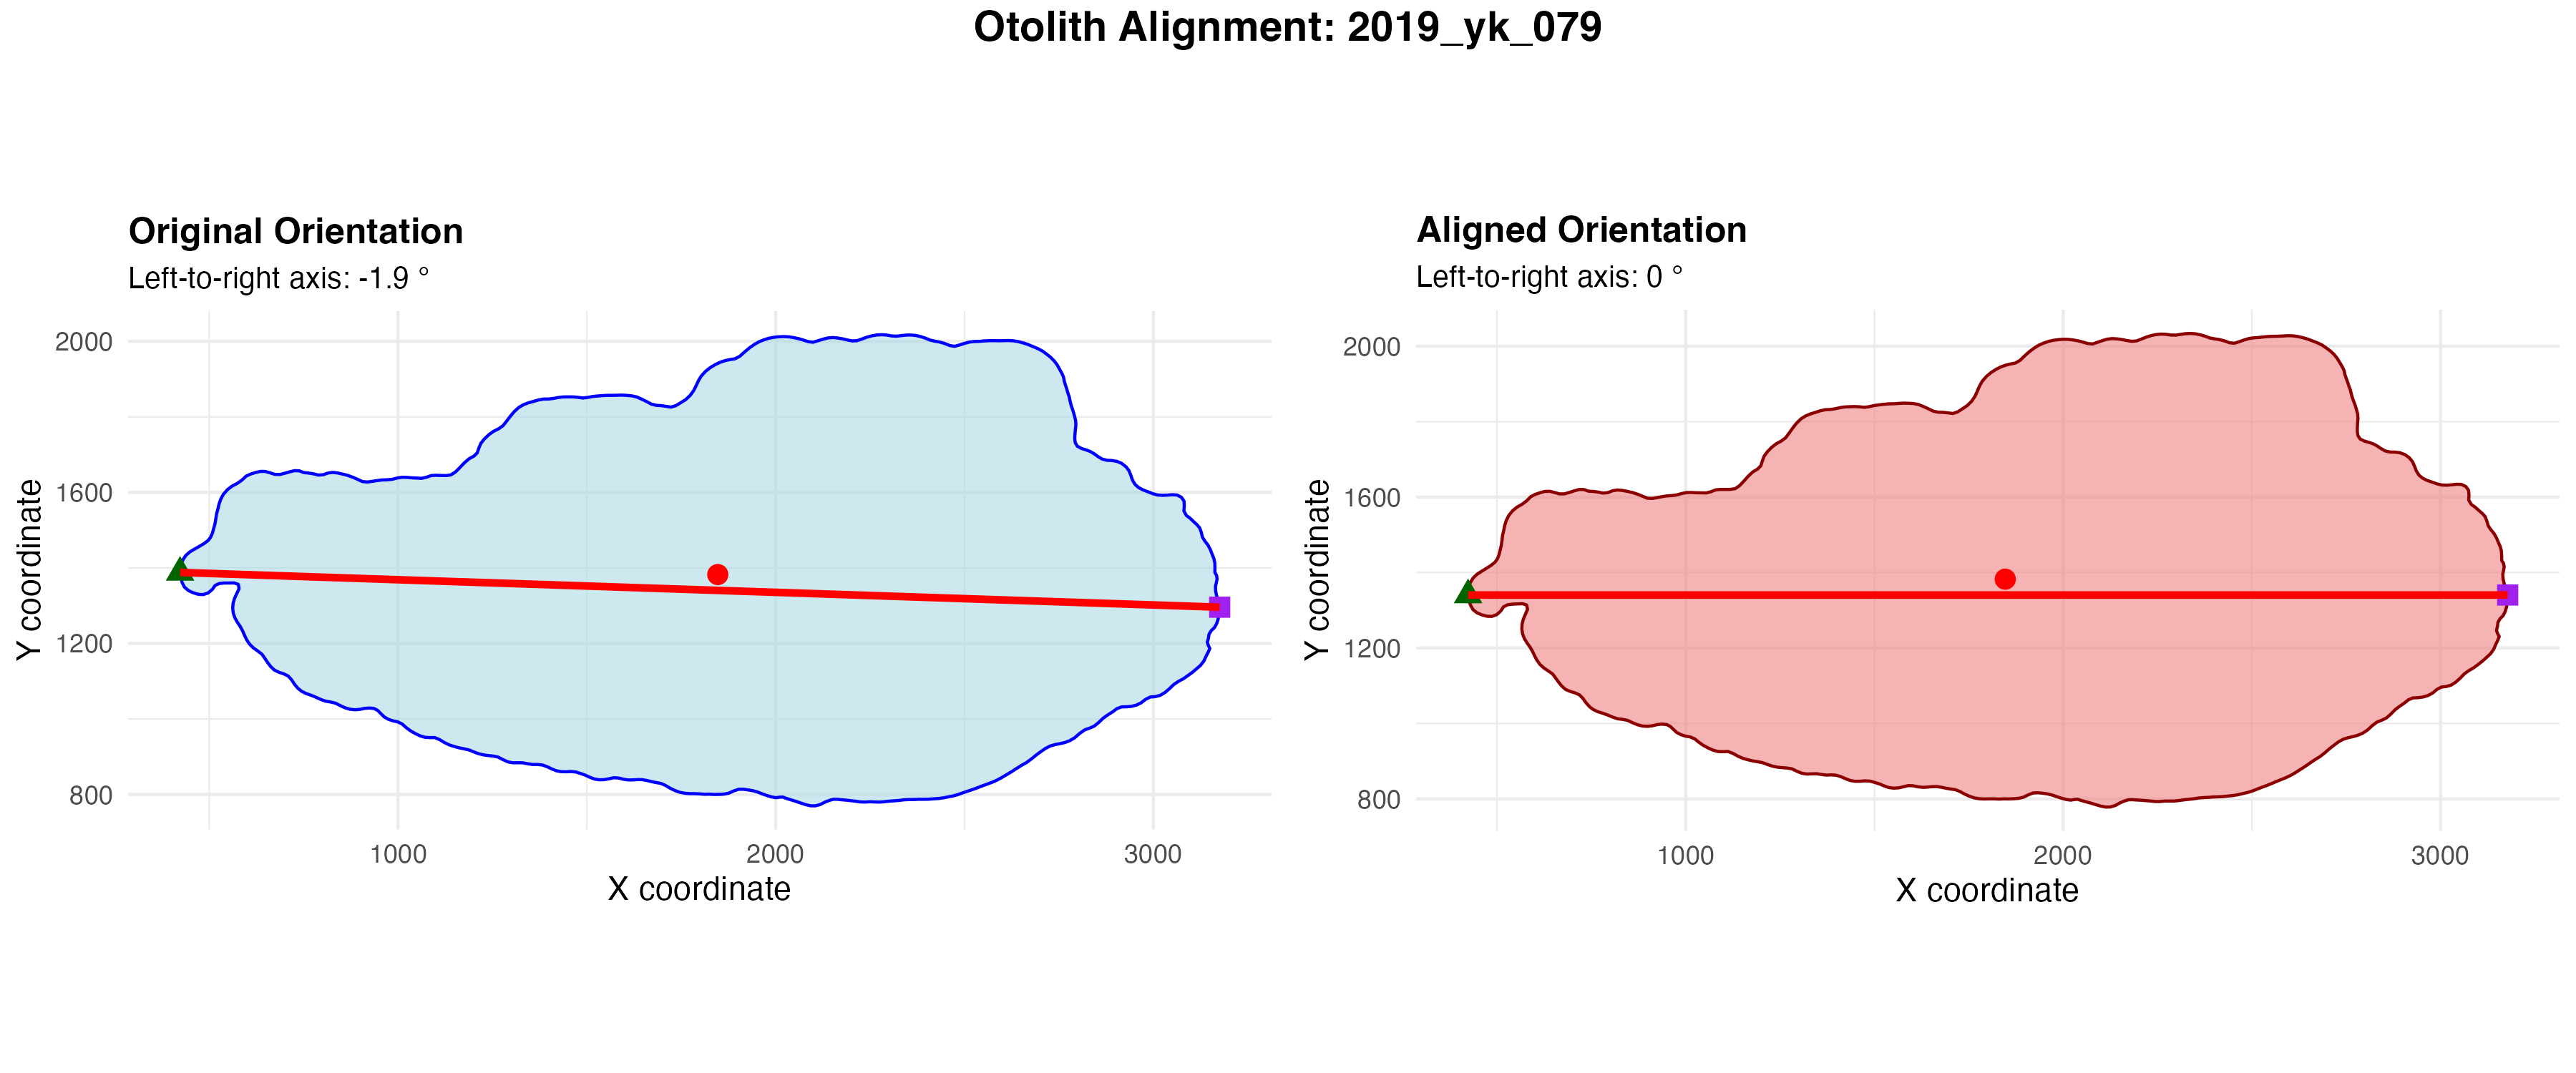 Otolith Alignment: 2019_yk_079
Original Orientation
Left-to-right axis: -1.9 °
2000
1600
1200
800
Y coordinate
1000
2000
3000
X coordinate
Aligned Orientation
Left-to-right axis: 0 °
2000
1600
1200
800
Y coordinate
1000
2000
3000
X coordinate